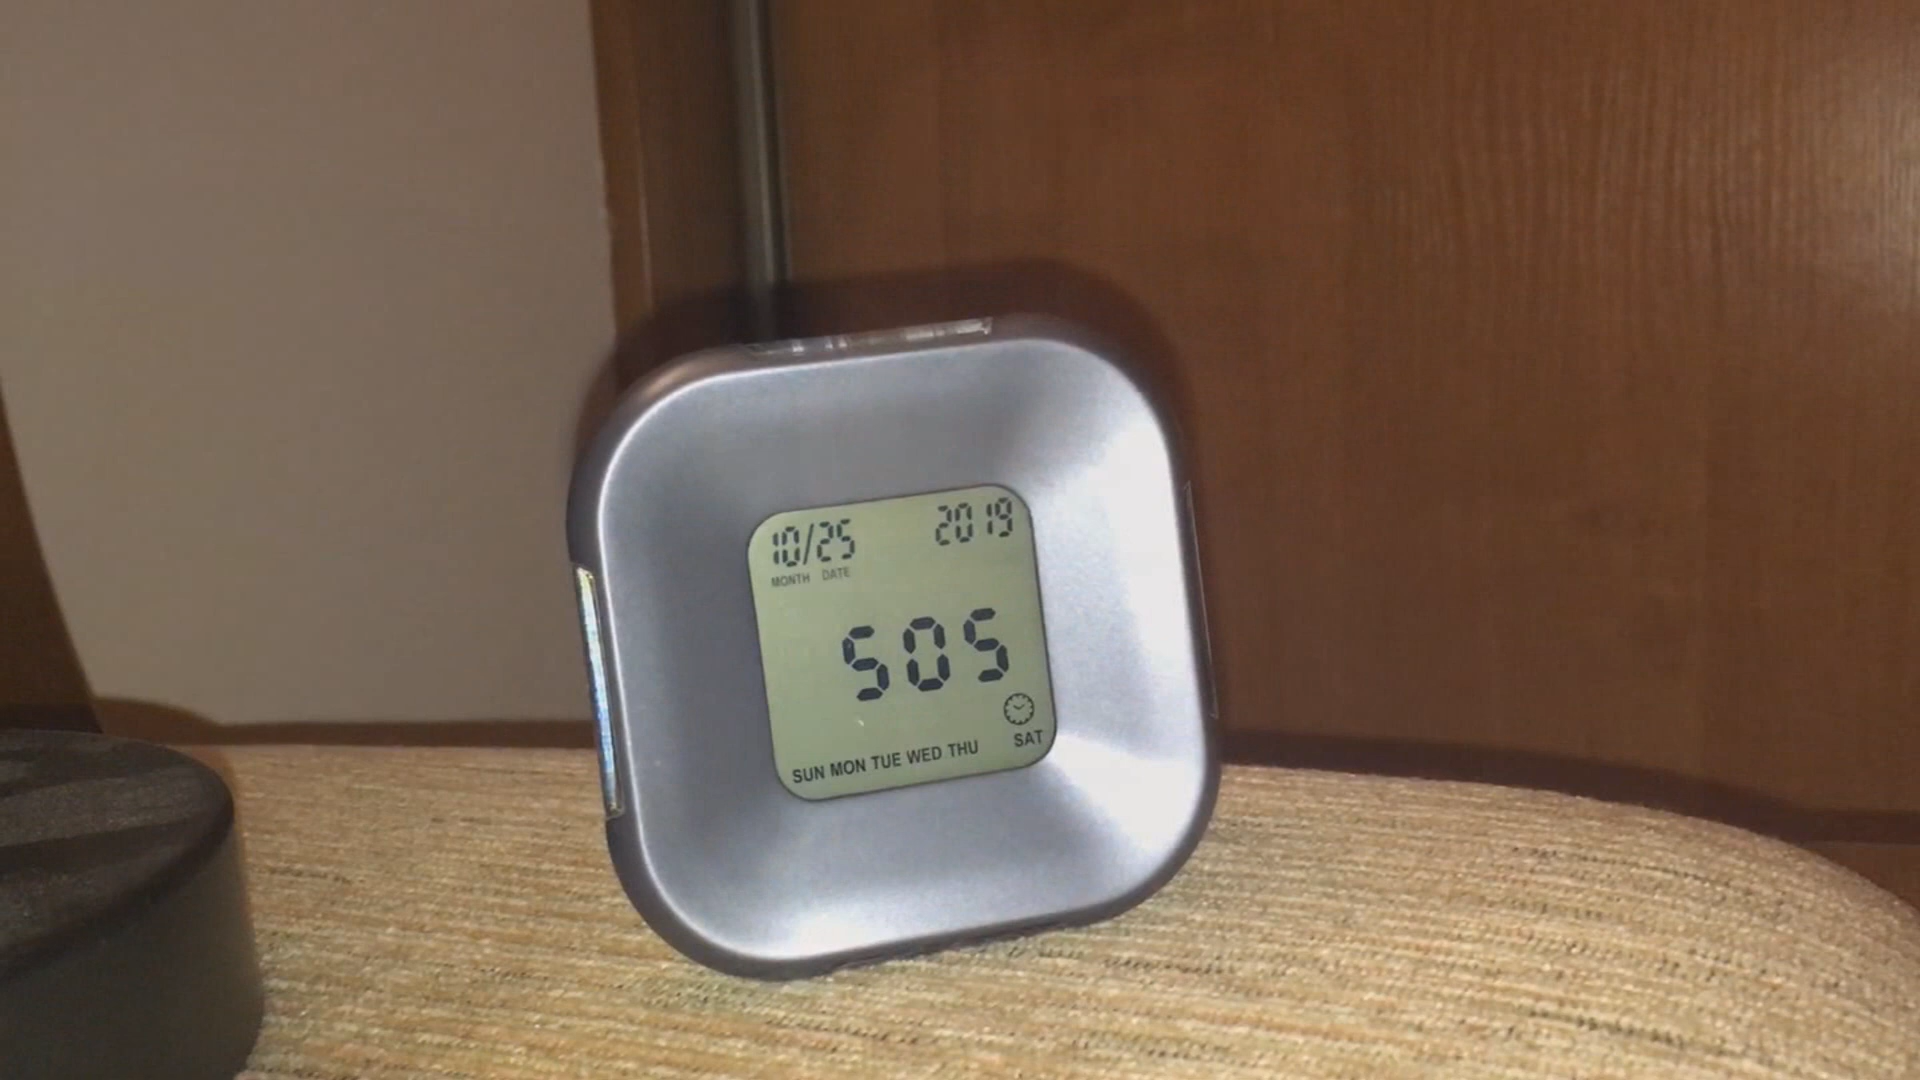 10/25 2019
MONTH DATE
505
SAT
SUN MON TUE WED THU